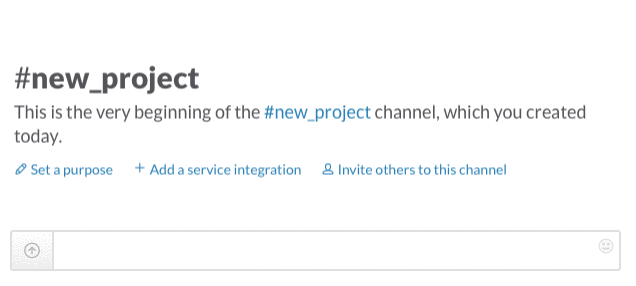 #new_project
This is the very beginning of the #new_project channel, which you created
today.
Set a purpose + Add a service integration Invite others to this channel